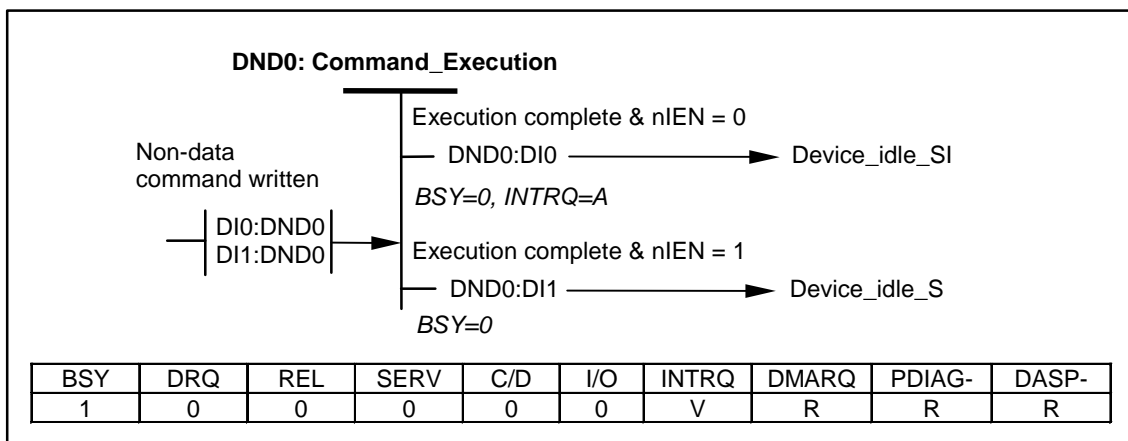 DND0: Command_Execution
Execution complete & nIEN = 0
DND0:DI0
Device_idle_SI
BSY=0, INTRQ=A
Non-data
command written
DI0:DND0
DI1:DND0
Execution complete & nIEN = 1
DND0:DI1
Device_idle_S
BSY=0
BSY DRQ REL SERV C/D I/O INTRQ DMARQ PDIAG- DASP-
1 0 0 0 0 0 V R R R